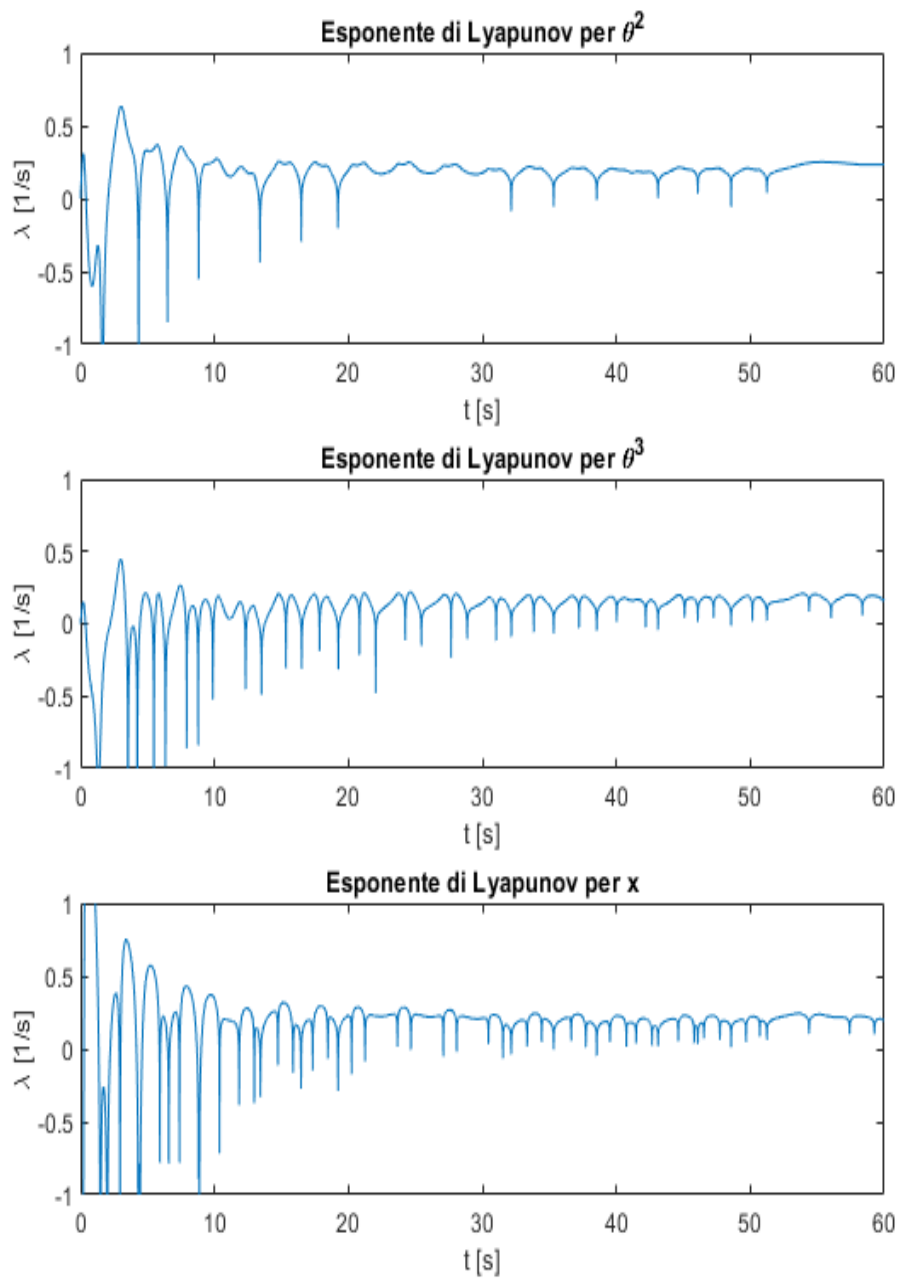 Esponente di Lyapunov per θ²
1
0.5
0
-0.5
-1
λ [1/s]
0 10 20 30 40 50 60
t [s]
Esponente di Lyapunov per θ³
1
0.5
0
-0.5
-1
λ [1/s]
0 10 20 30 40 50 60
t [s]
Esponente di Lyapunov per x
1
0.5
0
-0.5
-1
λ [1/s]
0 10 20 30 40 50 60
t [s]